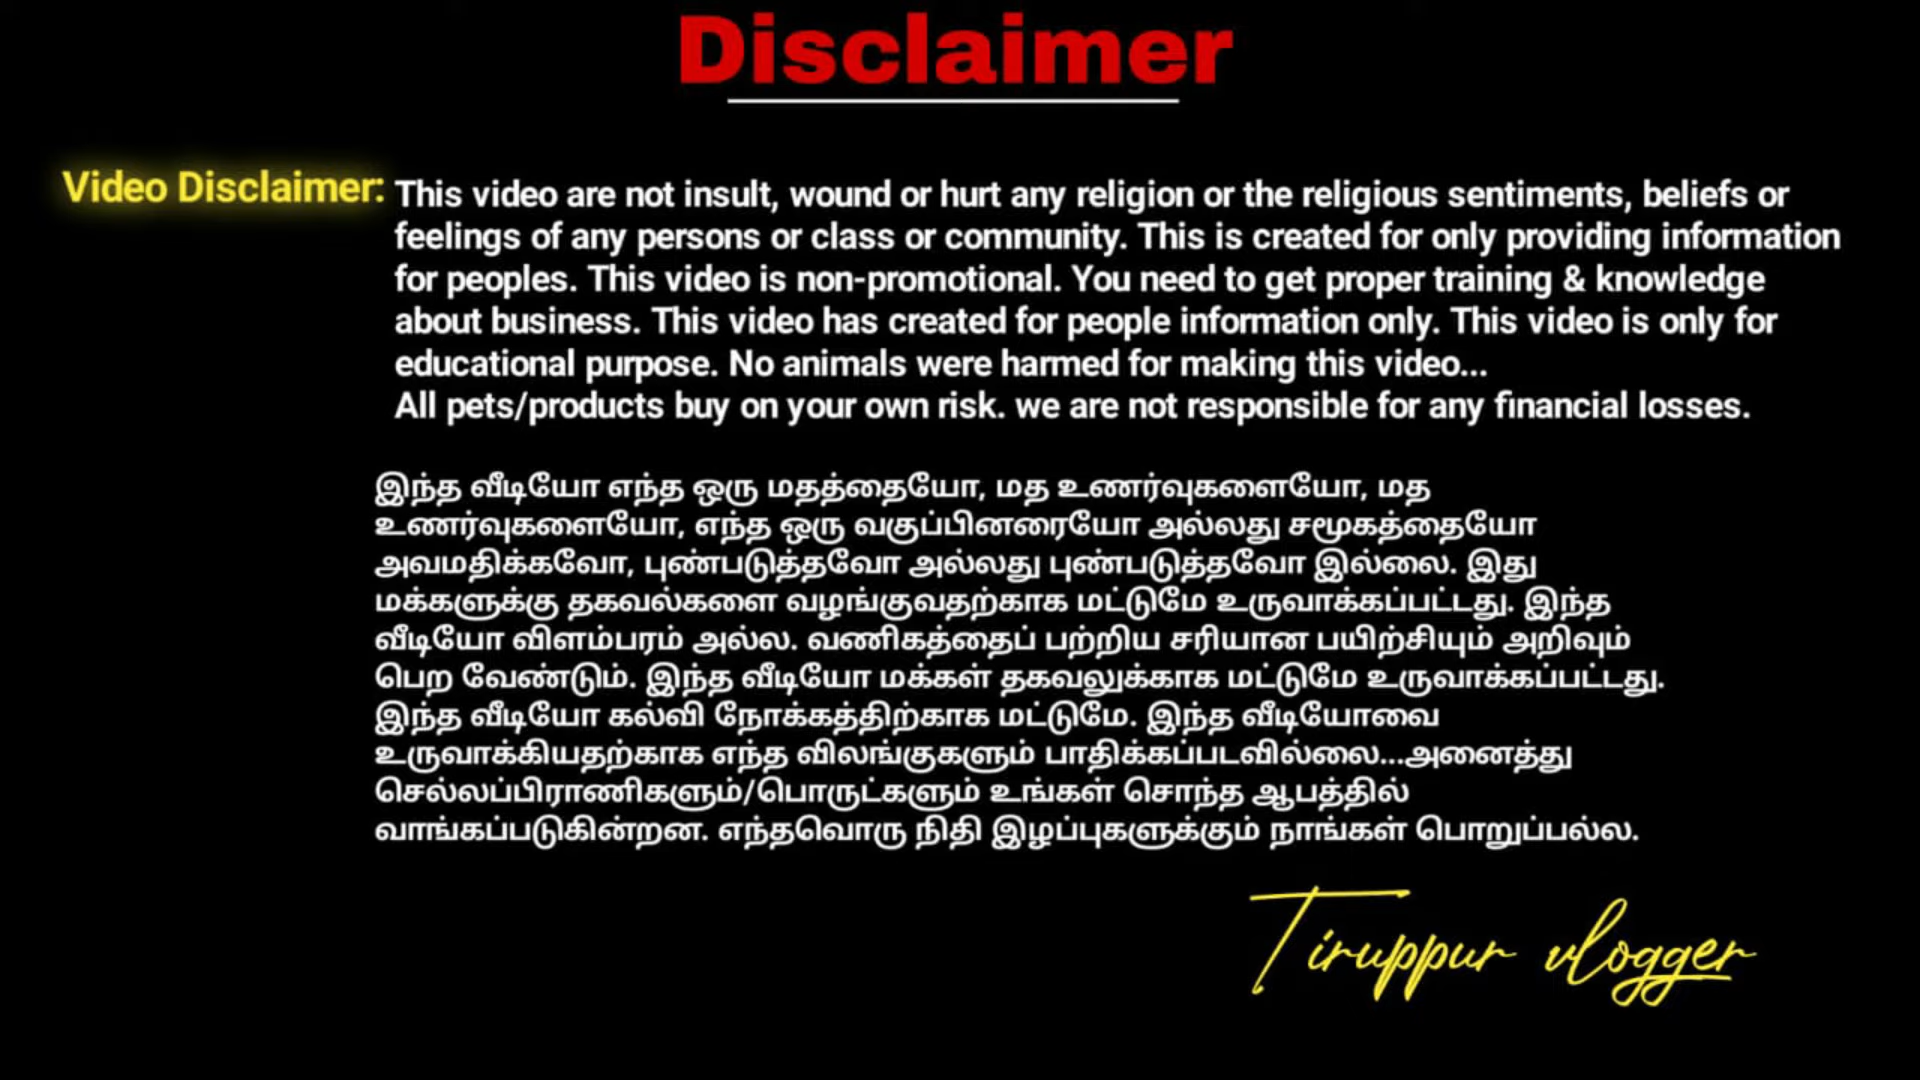 Disclaimer
Video Disclaimer: This video are not insult, wound or hurt any religion or the religious sentiments, beliefs or
feelings of any persons or class or community. This is created for only providing information
for peoples. This video is non-promotional. You need to get proper training & knowledge
about business. This video has created for people information only. This video is only for
educational purpose. No animals were harmed for making this video...
All pets/products buy on your own risk. we are not responsible for any financial losses.
இந்த வீடியோ எந்த ஒரு மதத்தையோ, மத உணர்வுகளையோ, மத
உணர்வுகளையோ, எந்த ஒரு வகுப்பினரையோ அல்லது சமூகத்தையோ
அவமதிக்கவோ, புண்படுத்தவோ அல்லது புண்படுத்தவோ இல்லை. இது
மக்களுக்கு தகவல்களை வழங்குவதற்காக மட்டுமே உருவாக்கப்பட்டது. இந்த
வீடியோ விளம்பரம் அல்ல. வணிகத்தைப் பற்றிய சரியான பயிற்சியும் அறிவும்
பெற வேண்டும். இந்த வீடியோ மக்கள் தகவலுக்காக மட்டுமே உருவாக்கப்பட்டது.
இந்த வீடியோ கல்வி நோக்கத்திற்காக மட்டுமே. இந்த வீடியோவை
உருவாக்கியதற்காக எந்த விலங்குகளும் பாதிக்கப்படவில்லை...அனைத்து
செல்லப்பிராணிகளும்/பொருட்களும் உங்கள் சொந்த ஆபத்தில்
வாங்கப்படுகின்றன. எந்தவொரு நிதி இழப்புகளுக்கும் நாங்கள் பொறுப்பல்ல.
Tiruppur vlogger